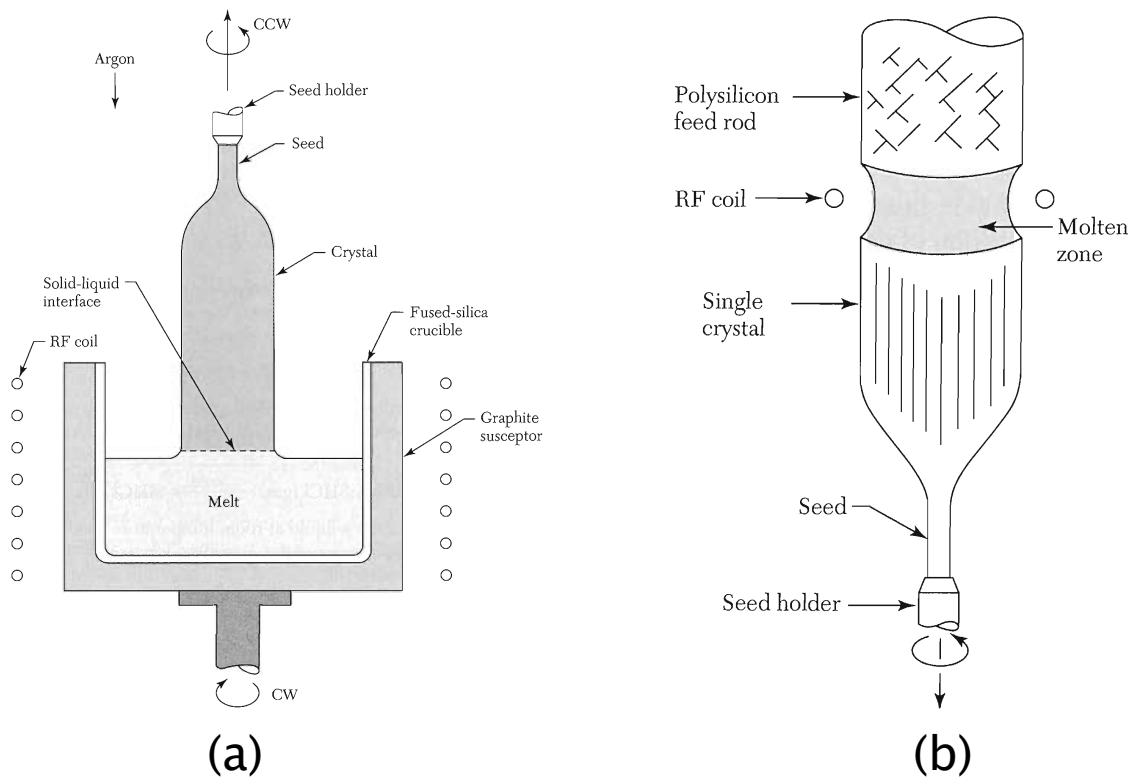 CCW
Argon
Seed holder
Seed
Crystal
Solid-liquid
interface
Fused-silica
crucible
RF coil
Graphite
susceptor
Melt
CW
(a)
Polysilicon
feed rod
RF coil
Molten
zone
Single
crystal
Seed
Seed holder
(b)